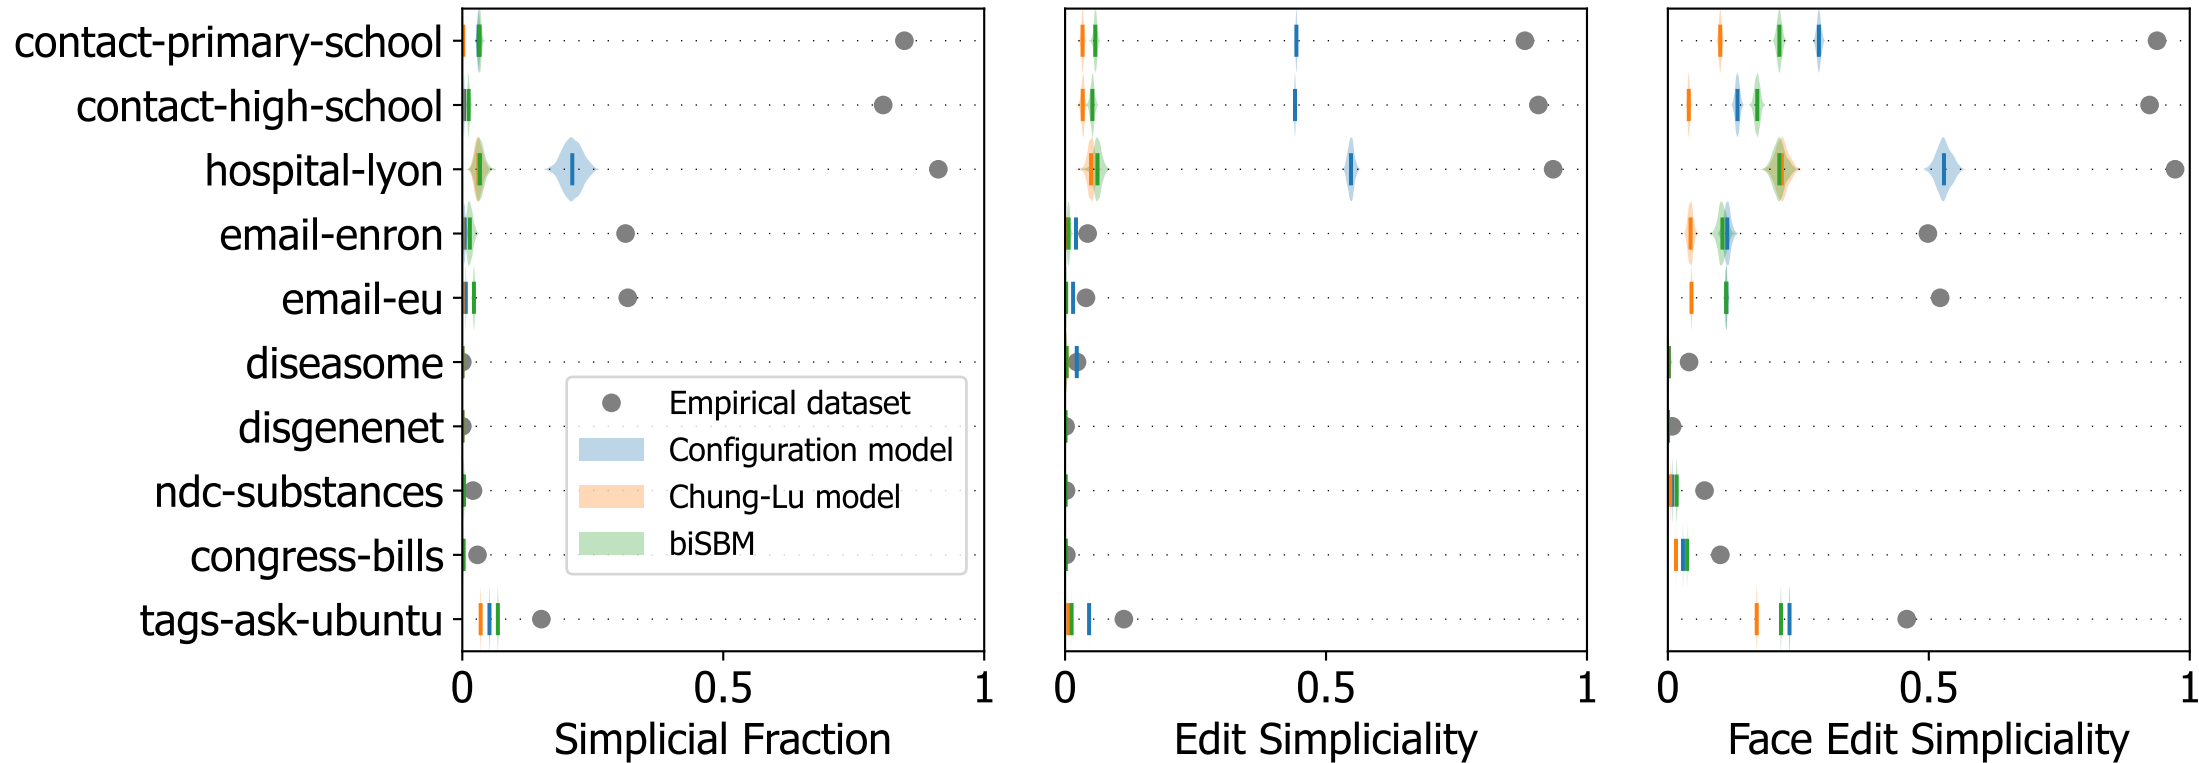 contact-primary-school
contact-high-school
hospital-lyon
email-enron
email-eu
diseasome
disgenenet
ndc-substances
congress-bills
tags-ask-ubuntu
Empirical dataset
Configuration model
Chung-Lu model
biSBM
0 0.5 1
Simplicial Fraction
0 0.5 1
Edit Simpliciality
0 0.5 1
Face Edit Simpliciality